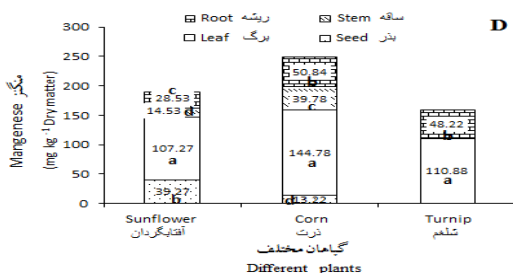 Root ریشه Stem ساقه D
Leaf برگ Seed بذر
Mangenese منگنز
(mg kg -1 Dry matter)
300
250
200
150
100
50
0
c
28.53
14.53 d
107.27
a
39.27
b
50.84
b
39.78
c
144.78
a
d 13.22
48.22
b
110.88
a
Sunflower Corn Turnip
آفتابگردان ذرت شلغم
گیاهان مختلف
Different plants